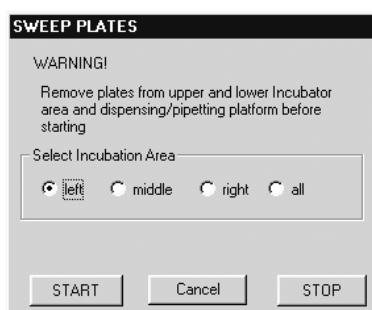 SWEEP PLATES
WARNING!
Remove plates from upper and lower Incubator
area and dispensing/pipetting platform before
starting
Select Incubation Area
left middle right all
START Cancel STOP